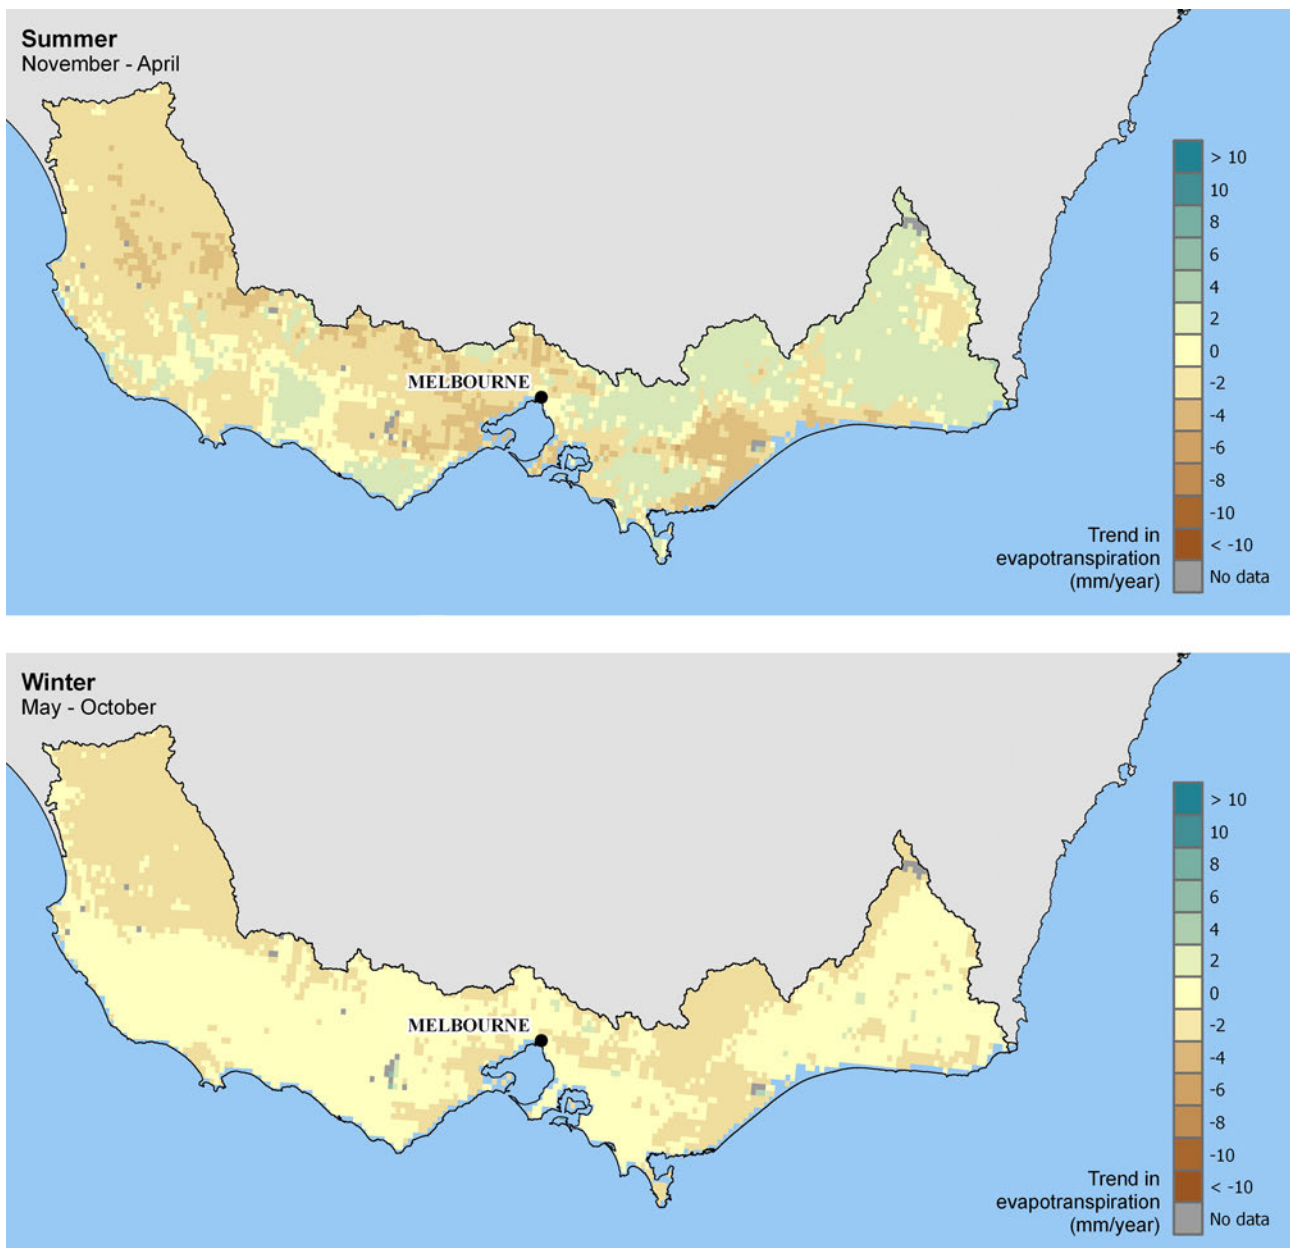 Summer
November - April
> 10
10
8
6
4
2
0
-2
-4
-6
-8
-10
< -10
No data
MELBOURNE
Trend in
evapotranspiration
(mm/year)
Winter
May - October
> 10
10
8
6
4
2
0
-2
-4
-6
-8
-10
< -10
No data
MELBOURNE
Trend in
evapotranspiration
(mm/year)